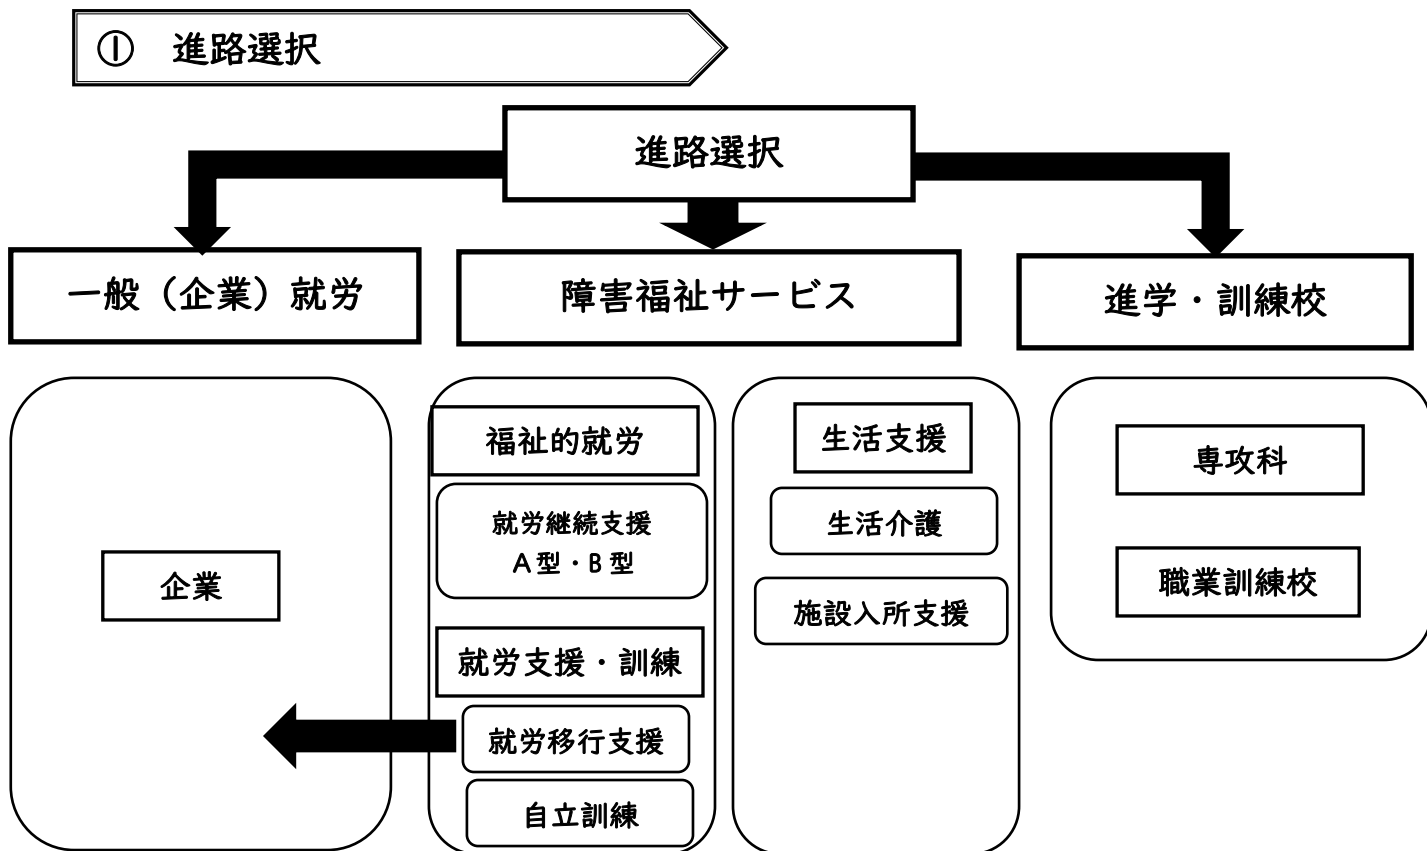 ① 進路選択
進路選択
一般（企業）就労
障害福祉サービス
進学・訓練校
企業
福祉的就労
就労継続支援
A型・B型
就労支援・訓練
就労移行支援
自立訓練
生活支援
生活介護
施設入所支援
専攻科
職業訓練校